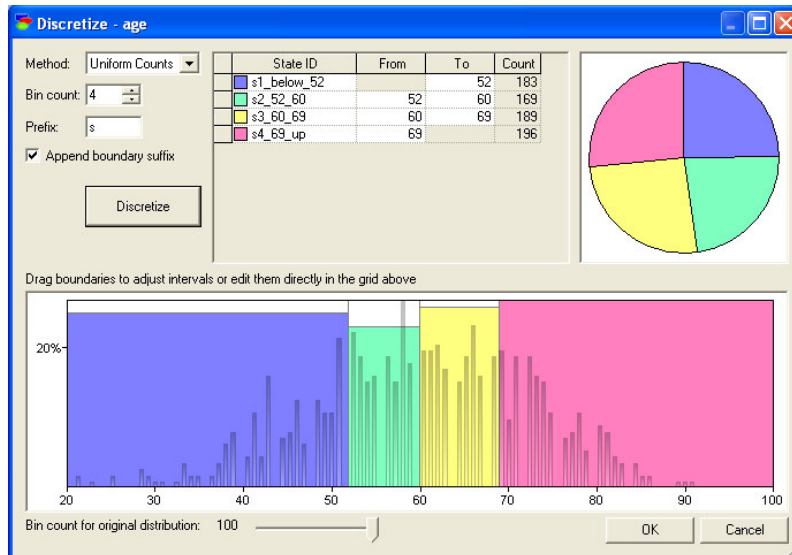 Discretize - age
Method: Uniform Counts
Bin count: 4
Prefix: s
Append boundary suffix
Discretize
State ID From To Count
s1_below_52 52 183
s2_52_60 52 60 169
s3_60_69 60 69 189
s4_69_up 69 196
Drag boundaries to adjust intervals or edit them directly in the grid above
20%
20 30 40 50 60 70 80 90 100
Bin count for original distribution: 100
OK Cancel